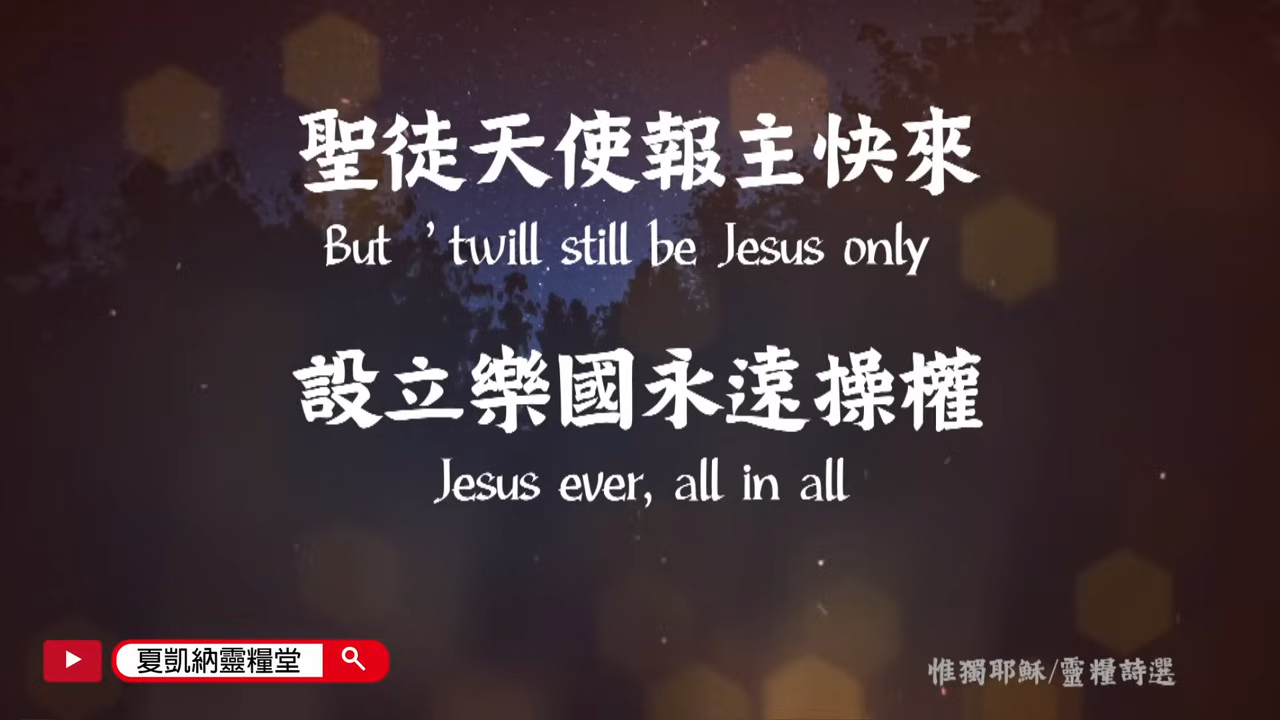 聖徒天使報主快來
But ’twill still be Jesus only
設立樂國永遠操權
Jesus ever, all in all
夏凱納靈糧堂
惟獨耶穌/靈糧詩選